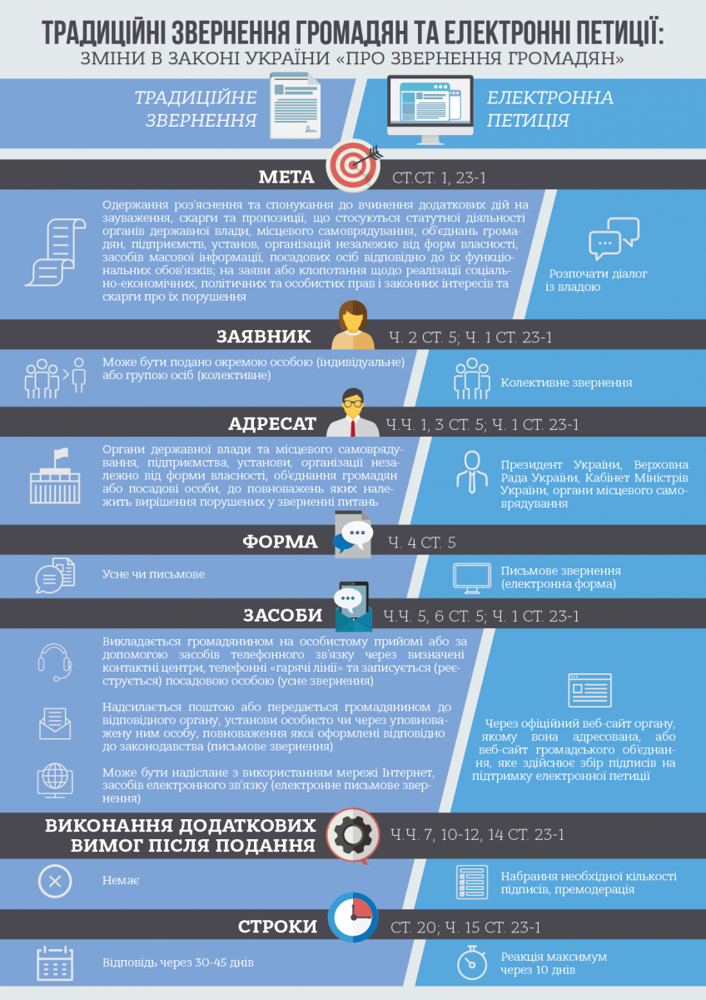 ТРАДИЦІЙНІ ЗВЕРНЕННЯ ГРОМАДЯН ТА ЕЛЕКТРОННІ ПЕТИЦІЇ:
ЗМІНИ В ЗАКОНІ УКРАЇНИ «ПРО ЗВЕРНЕННЯ ГРОМАДЯН»
ТРАДИЦІЙНЕ
ЗВЕРНЕННЯ
ЕЛЕКТРОННА
ПЕТИЦІЯ
МЕТА
СТ.СТ. 1, 23-1
Одержання роз'яснення та спонукання до вчинення додаткових дій на
зауваження, скарги та пропозиції, що стосуються статутної діяльності
органів державної влади, місцевого самоврядування, об'єднань грома-
дян, підприємств, установ, організацій незалежно від форм власності,
засобів масової інформації, посадових осіб відповідно до їх функціо-
нальних обов'язків; на заяви або клопотання щодо реалізації соціаль-
но-економічних, політичних та особистих прав і законних інтересів та
скарги про їх порушення
Розпочати діалог
із владою
ЗАЯВНИК
Ч. 2 СТ. 5; Ч. 1 СТ. 23-1
Може бути подано окремою особою (індивідуальне)
або групою осіб (колективне)
Колективне звернення
АДРЕСАТ
Ч.Ч. 1, 3 СТ. 5; Ч. 1 СТ. 23-1
Органи державної влади та місцевого самовряду-
вання, підприємства, установи, організації неза-
лежно від форми власності, об'єднання громадян
або посадові особи, до повноважень яких нале-
жить вирішення порушених у зверненні питань
Президент України, Верховна
Рада України, Кабінет Міністрів
України, органи місцевого само-
врядування
ФОРМА
Ч. 4 СТ. 5
Усне чи письмове
Письмове звернення
(електронна форма)
ЗАСОБИ
Ч.Ч. 5, 6 СТ. 5; Ч. 1 СТ. 23-1
Викладається громадянином на особистому прийомі або за
допомогою засобів телефонного зв'язку через визначені
контактні центри, телефонні «гарячі лінії» та записується (реє-
струється) посадовою особою (усне звернення)
Надсилається поштою або передається громадянином до
відповідного органу, установи особисто чи через уповнова-
жену ним особу, повноваження якої оформлені відповідно
до законодавства (письмове звернення)
Може бути надіслане з використанням мережі Інтернет,
засобів електронного зв'язку (електронне письмове звер-
нення)
Через офіційний веб-сайт органу,
якому вона адресована, або
веб-сайт громадського об'єднан-
ня, яке здійснює збір підписів на
підтримку електронної петиції
ВИКОНАННЯ ДОДАТКОВИХ
ВИМОГ ПІСЛЯ ПОДАННЯ
Ч.Ч. 7, 10-12, 14 СТ. 23-1
Немає
Набрання необхідної кількості
підписів, премодерація
СТРОКИ
СТ. 20; Ч. 15 СТ. 23-1
Відповідь через 30-45 днів
Реакція максимум
через 10 днів